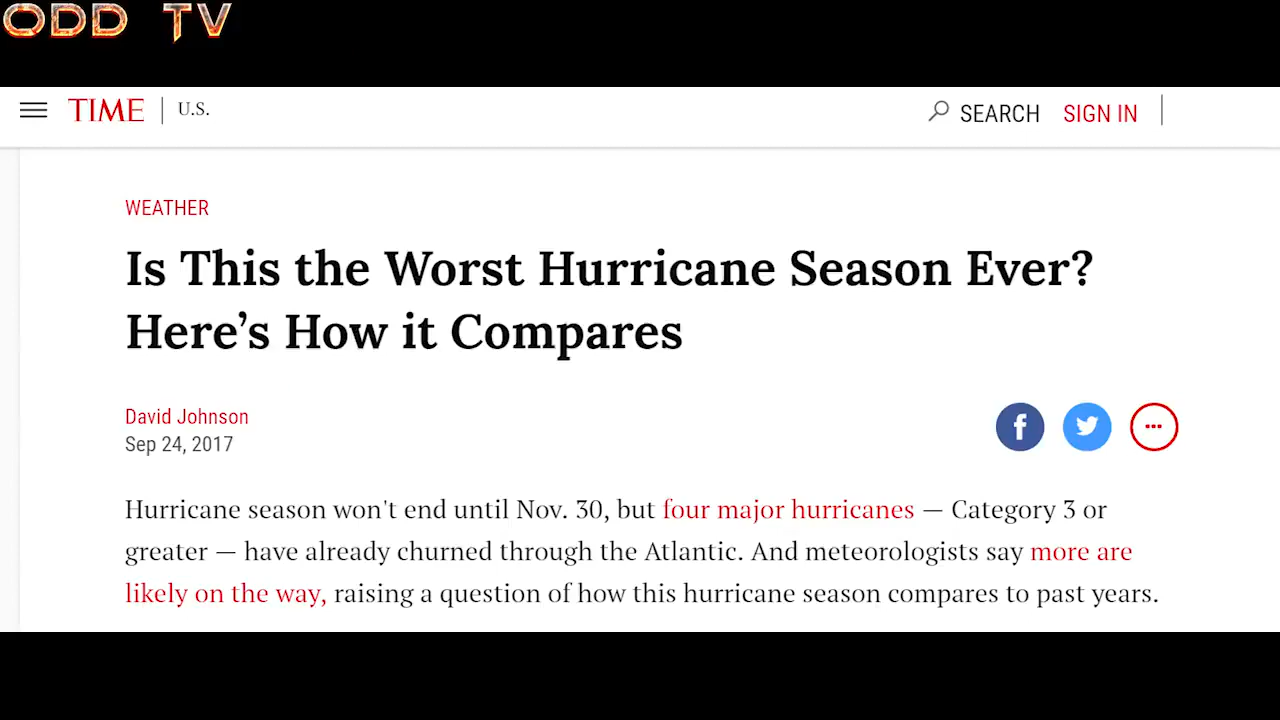 ODD TV
TIME U.S. SEARCH SIGN IN
WEATHER
Is This the Worst Hurricane Season Ever?
Here’s How it Compares
David Johnson
Sep 24, 2017
Hurricane season won't end until Nov. 30, but four major hurricanes — Category 3 or
greater — have already churned through the Atlantic. And meteorologists say more are
likely on the way, raising a question of how this hurricane season compares to past years.